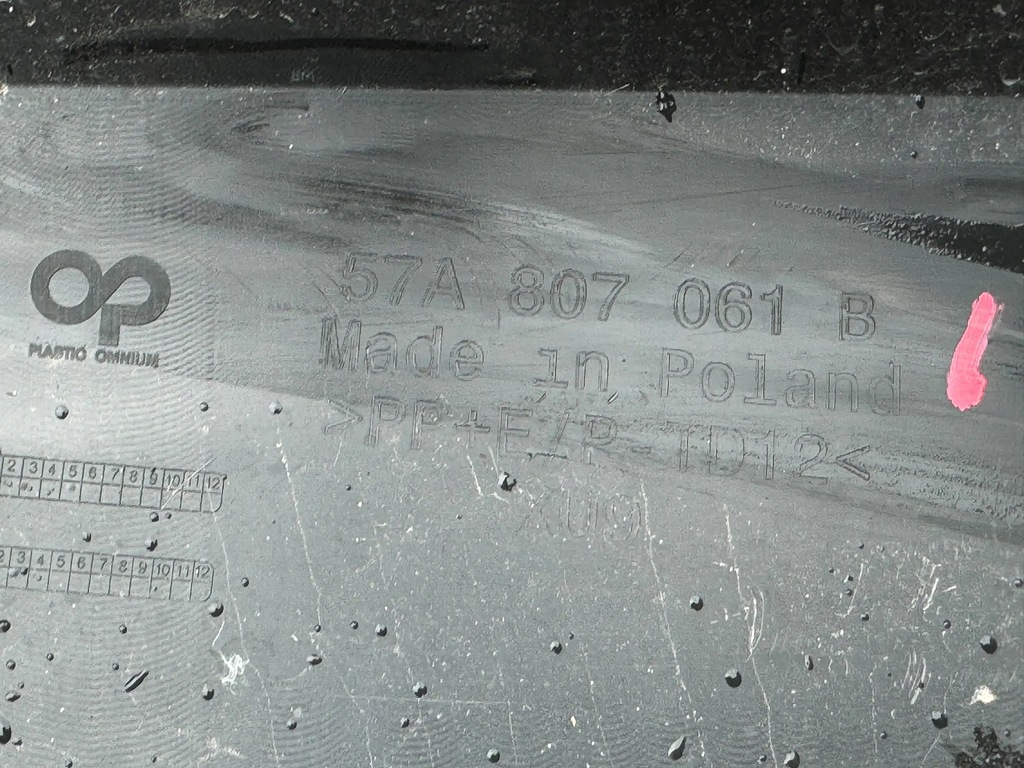 57A 807 061 B
Made in Poland
>PP+E/P-TD12<
XU9
OP
PLASTIC OMNIUM
2 3 4 5 6 7 8 9 10 11 12
2 3 4 5 6 7 8 9 10 11 12